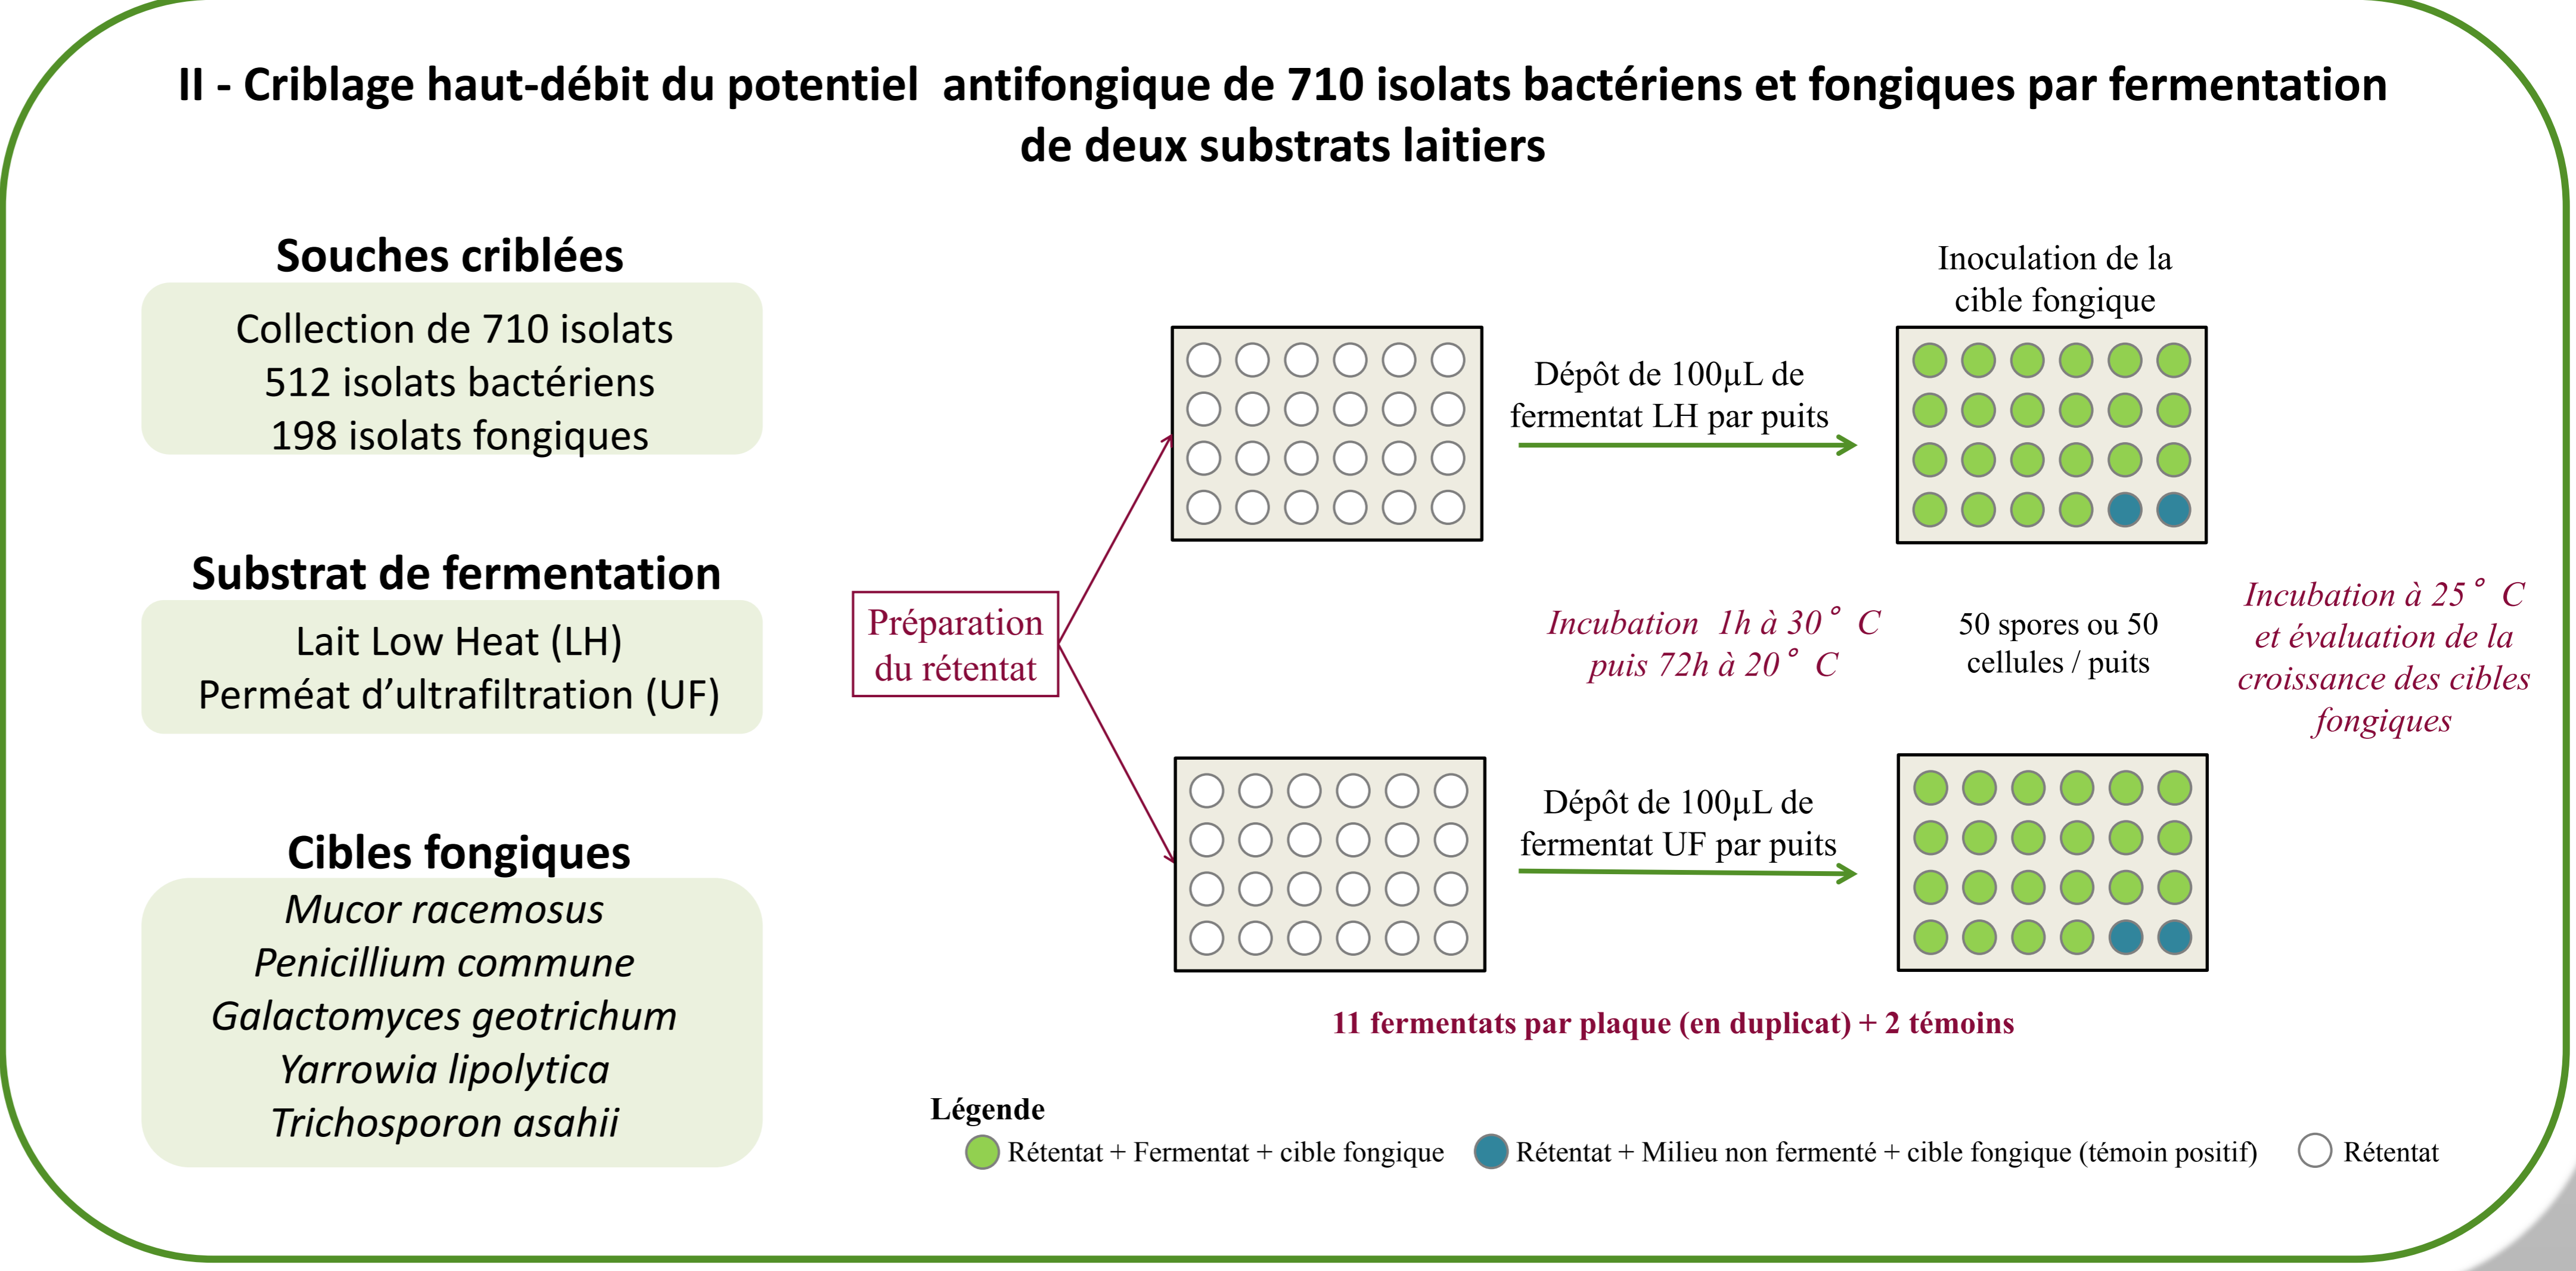 II - Criblage haut-débit du potentiel antifongique de 710 isolats bactériens et fongiques par fermentation
de deux substrats laitiers
Souches criblées
Collection de 710 isolats
512 isolats bactériens
198 isolats fongiques
Substrat de fermentation
Lait Low Heat (LH)
Perméat d’ultrafiltration (UF)
Cibles fongiques
Mucor racemosus
Penicillium commune
Galactomyces geotrichum
Yarrowia lipolytica
Trichosporon asahii
Préparation
du rétentat
Dépôt de 100µL de
fermentat LH par puits
Inoculation de la
cible fongique
Incubation 1h à 30° C
puis 72h à 20° C
50 spores ou 50
cellules / puits
Incubation à 25° C
et évaluation de la
croissance des cibles
fongiques
Dépôt de 100µL de
fermentat UF par puits
11 fermentats par plaque (en duplicat) + 2 témoins
Légende
Rétentat + Fermentat + cible fongique
Rétentat + Milieu non fermenté + cible fongique (témoin positif)
Rétentat